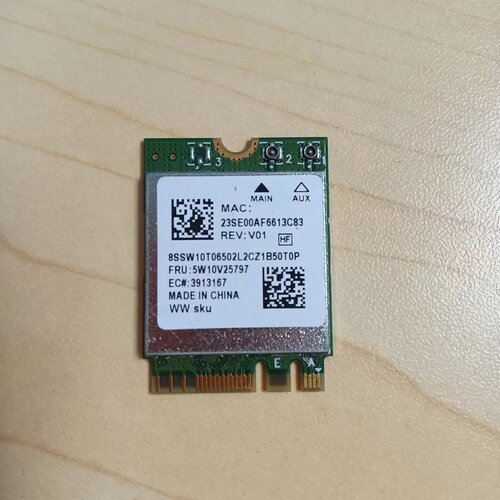 3
2
1
MAIN
AUX
MAC:
23SE00AF6613C83
REV: V01
HF
8SSW10T06502L2CZ1B50T0P
FRU: 5W10V25797
EC#: 3913167
MADE IN CHINA
WW sku
E
A